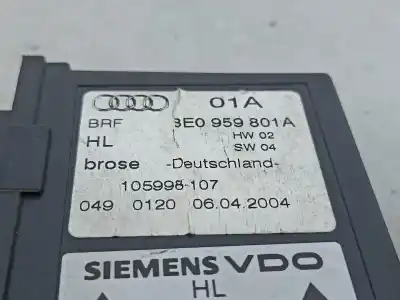 01A
BRF 8E0 959 801A
HL HW 02
SW 04
brose -Deutschland-
105998-107
049 0120 06.04.2004
SIEMENS VDO
HL